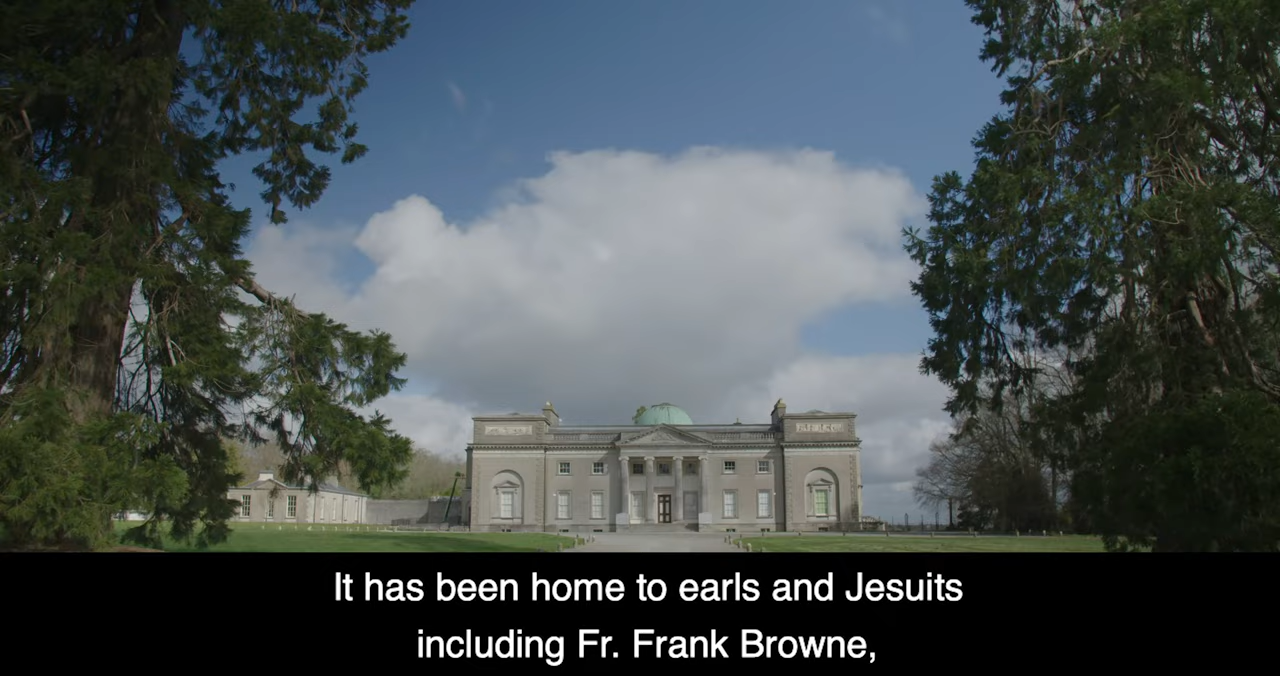 It has been home to earls and Jesuits
including Fr. Frank Browne,